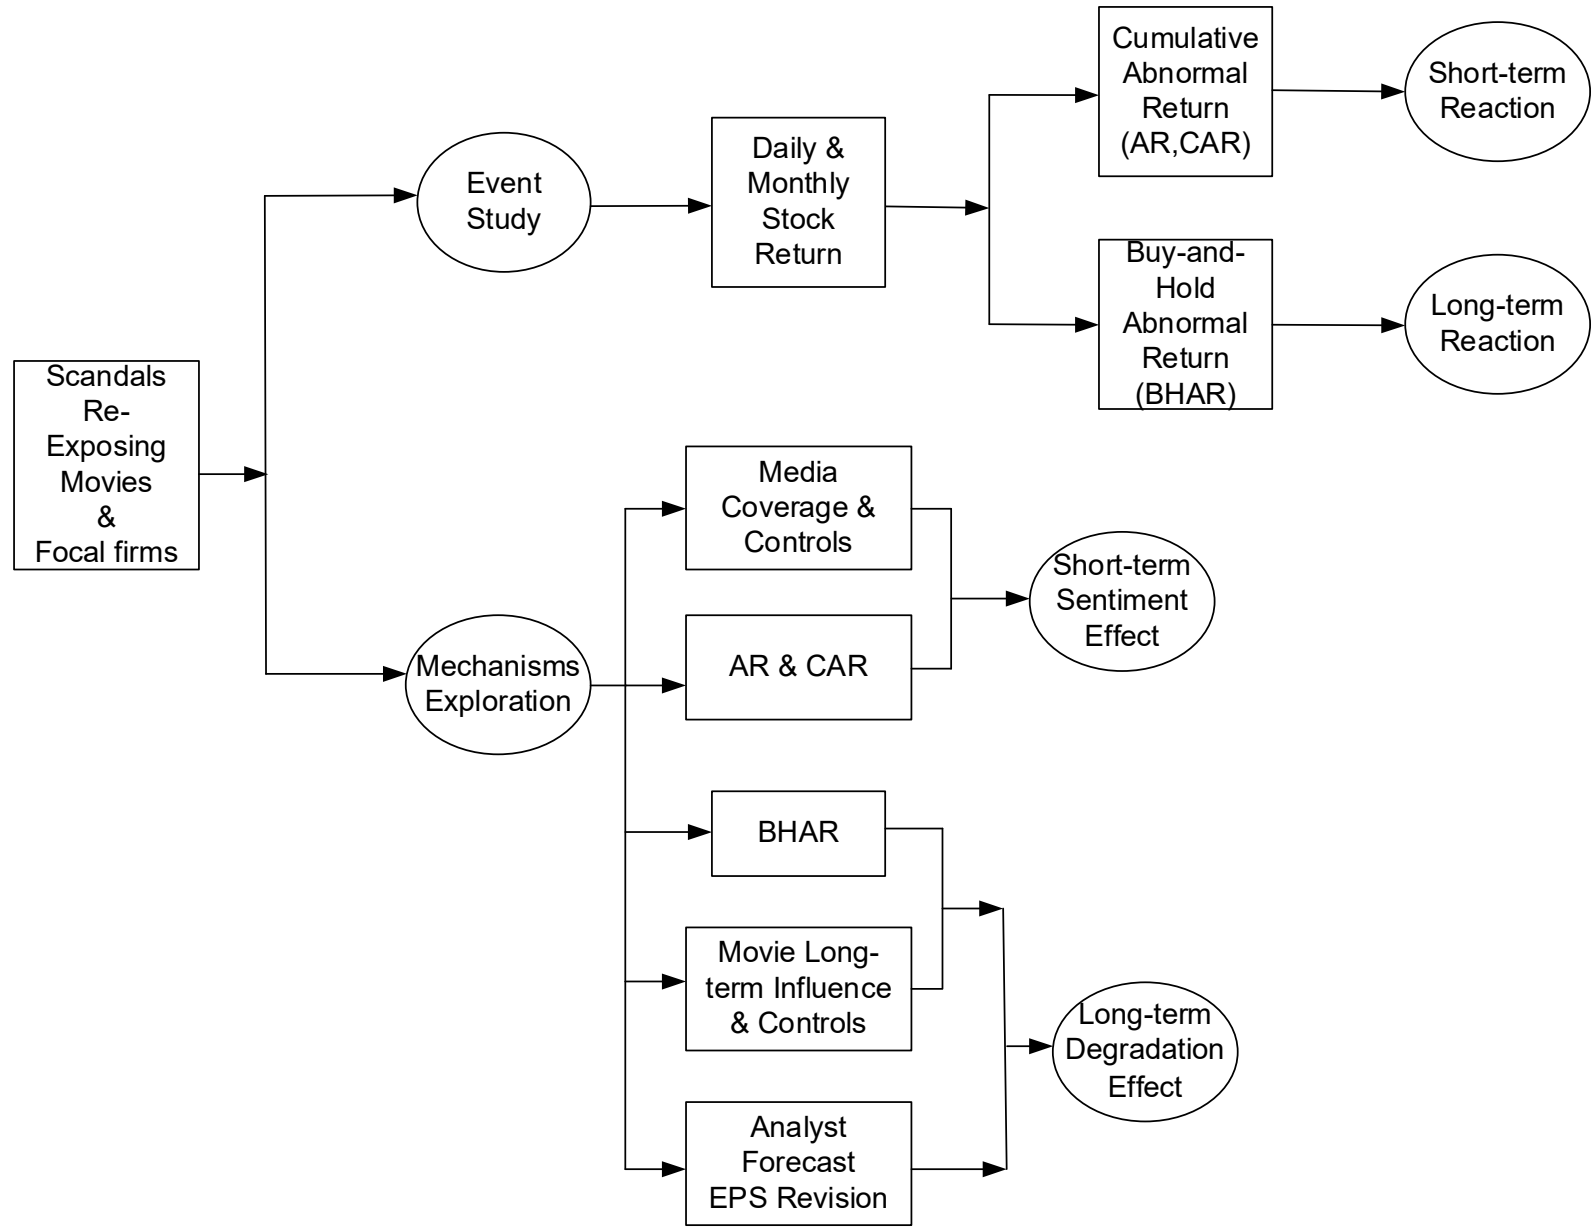 Scandals
Re-
Exposing
Movies
&
Focal firms
Event
Study
Daily &
Monthly
Stock
Return
Cumulative
Abnormal
Return
(AR,CAR)
Short-term
Reaction
Buy-and-
Hold
Abnormal
Return
(BHAR)
Long-term
Reaction
Mechanisms
Exploration
Media
Coverage &
Controls
AR & CAR
Short-term
Sentiment
Effect
BHAR
Movie Long-
term Influence
& Controls
Analyst
Forecast
EPS Revision
Long-term
Degradation
Effect